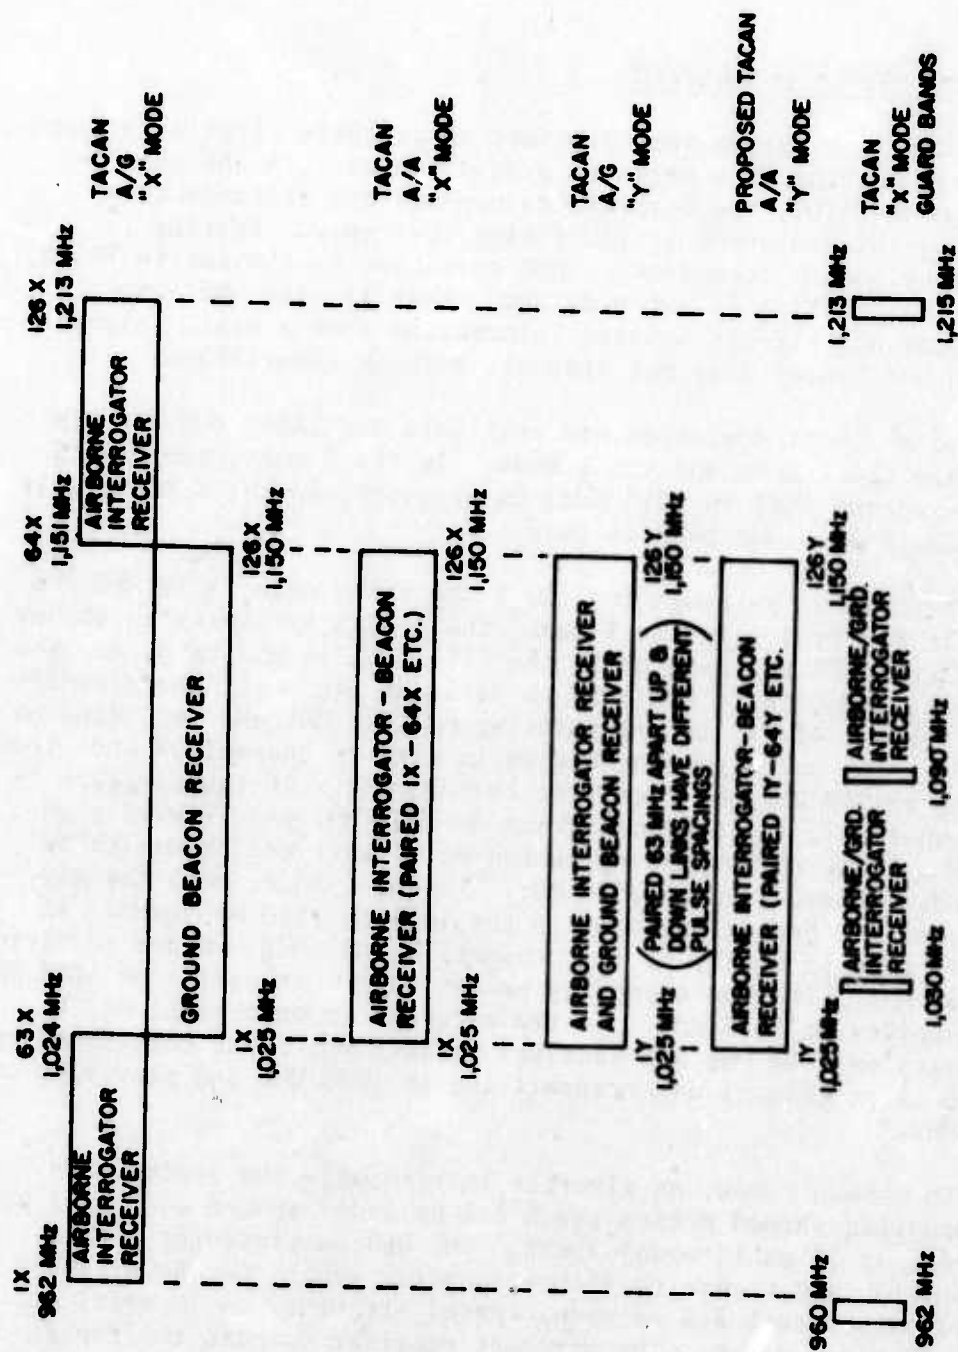 1X
962 MHz
63X
1,024 MHz
64X
1,151 MHz
126X
1,213 MHz
TACAN
A/G
"X" MODE
AIRBORNE
INTERROGATOR
RECEIVER
AIRBORNE
INTERROGATOR
RECEIVER
GROUND BEACON RECEIVER
1X
1,025 MHz
126X
1,150 MHz
TACAN
A/A
"X" MODE
AIRBORNE INTERROGATOR - BEACON
RECEIVER (PAIRED 1X-64X ETC.)
1X
1,025 MHz
126X
1,150 MHz
TACAN
A/G
"Y" MODE
AIRBORNE INTERROGATOR RECEIVER
AND GROUND BEACON RECEIVER
1Y
1,025 MHz
(PAIRED 63 MHz APART UP &
DOWN LINKS HAVE DIFFERENT
PULSE SPACINGS)
126Y
1,150 MHz
PROPOSED TACAN
A/A
"Y" MODE
AIRBORNE INTERROGATOR-BEACON
RECEIVER (PAIRED 1Y-64Y ETC.
1Y
1,025 MHz
126Y
1,150 MHz
960 MHz
962 MHz
AIRBORNE/GRD.
INTERROGATOR
RECEIVER
1,030 MHz
AIRBORNE/GRD.
INTERROGATOR
RECEIVER
1,090 MHz
1,213 MHz
1,215 MHz
TACAN
"X" MODE
GUARD BANDS